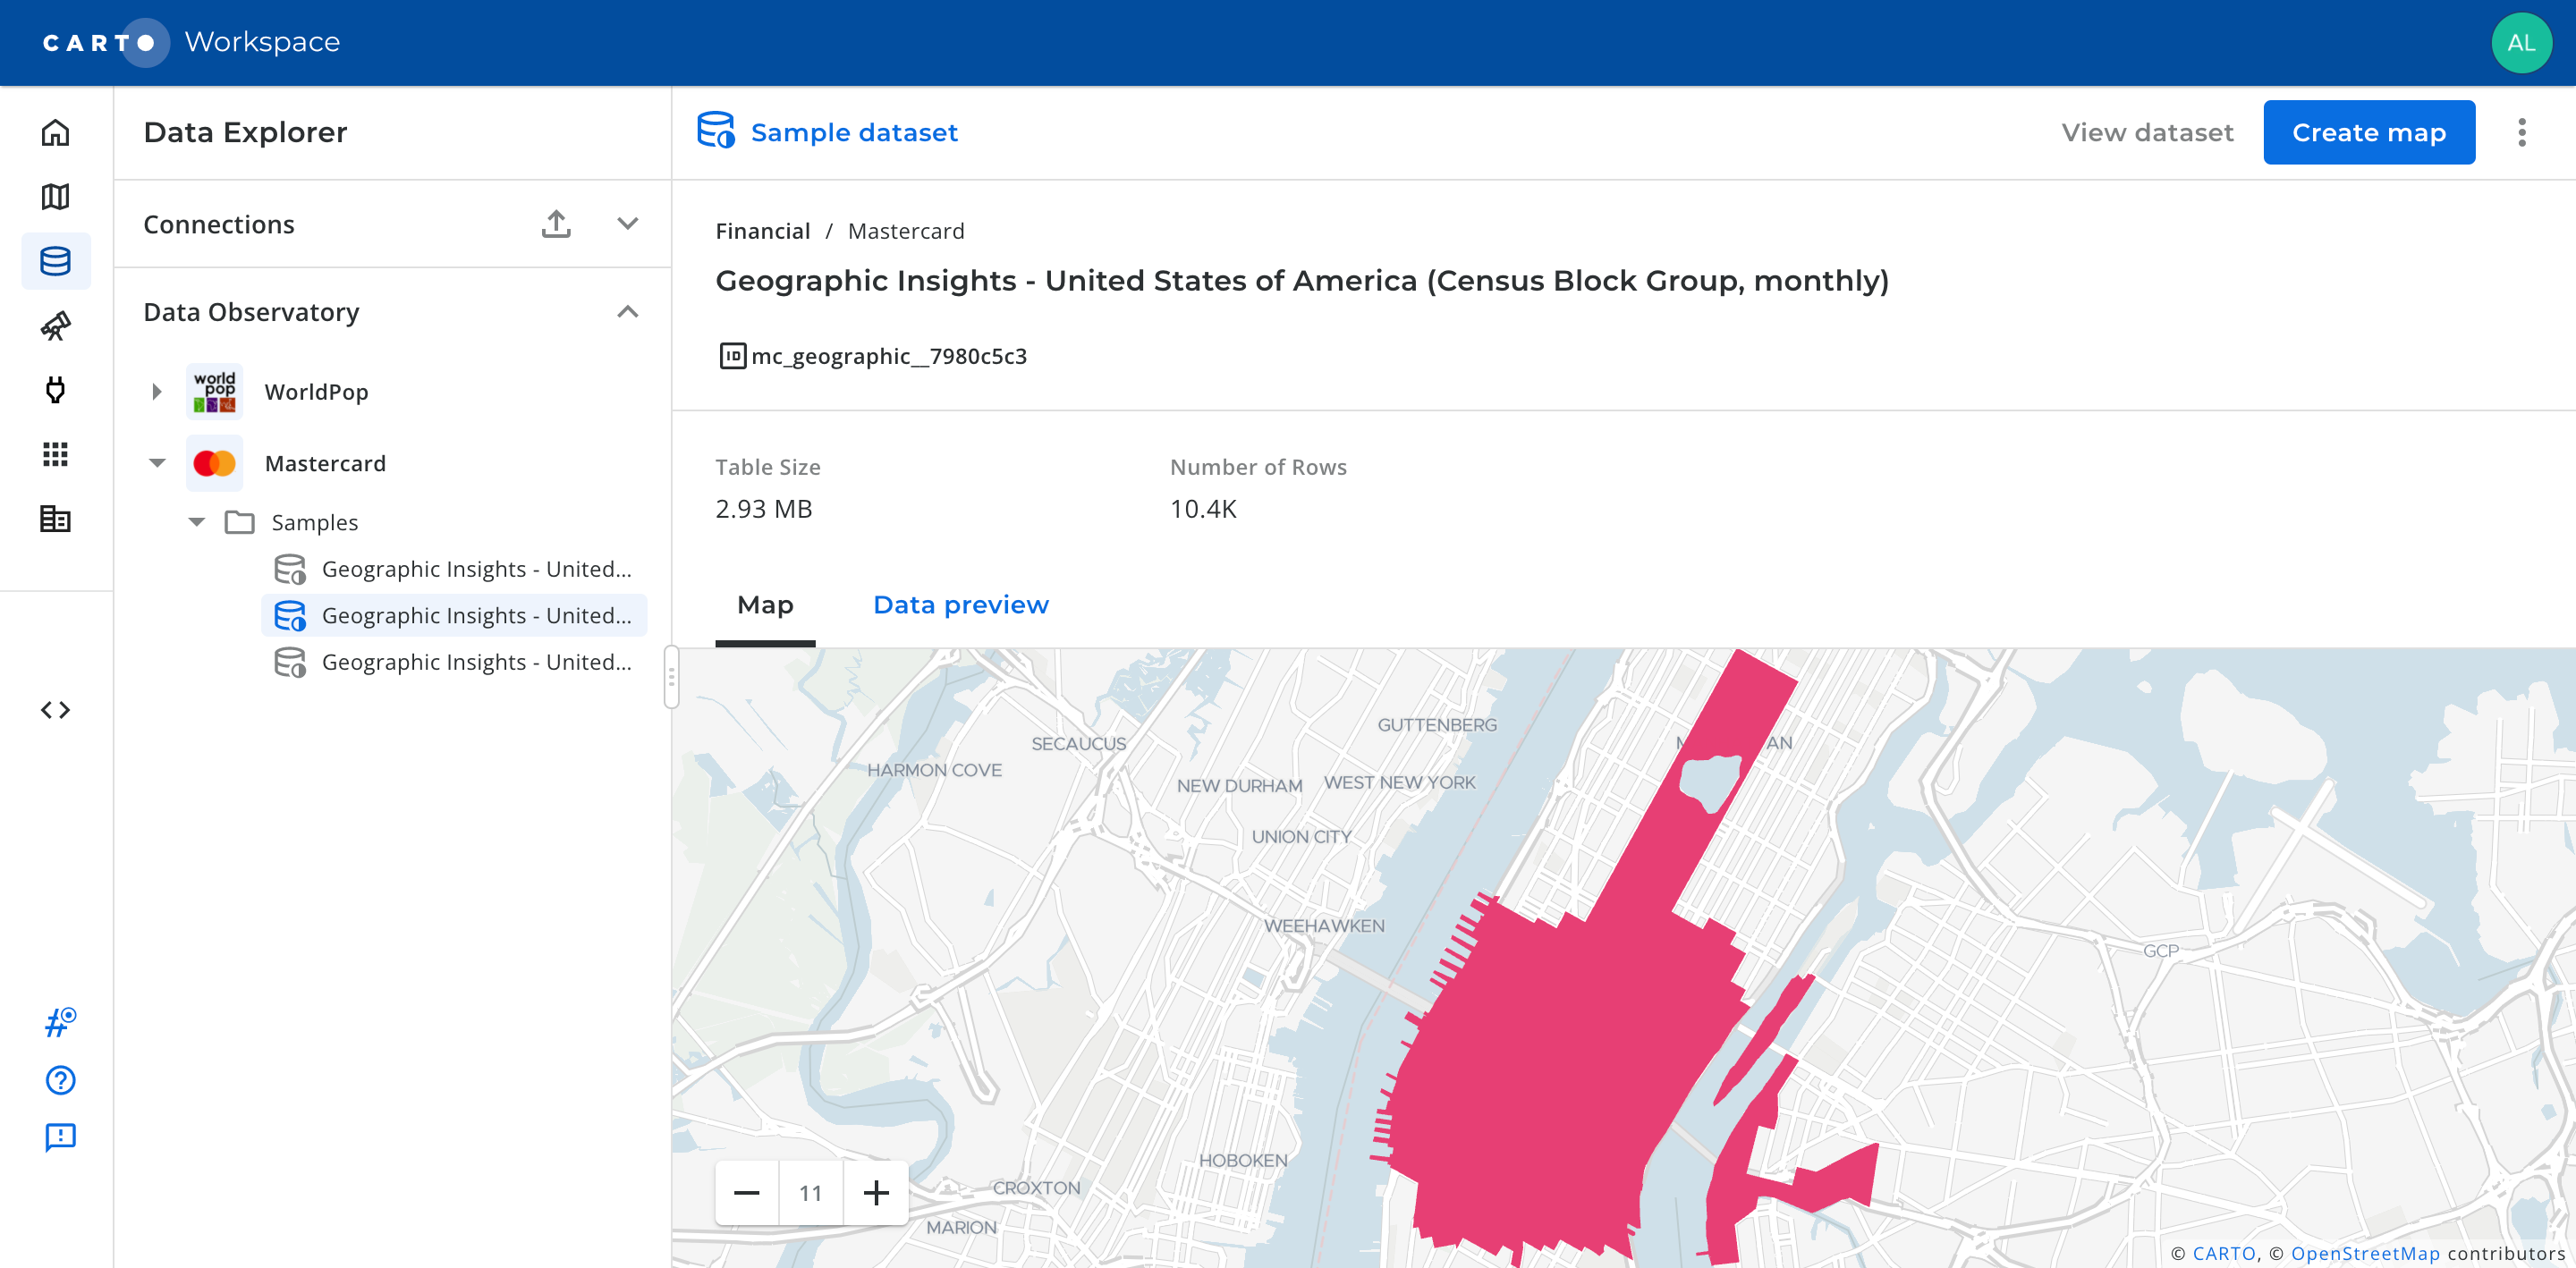 CARTO Workspace
AL
Data Explorer
Connections
Data Observatory
world pop
WorldPop
Mastercard
Samples
Geographic Insights - United...
Geographic Insights - United...
Geographic Insights - United...
Sample dataset
View dataset
Create map
Financial / Mastercard
Geographic Insights - United States of America (Census Block Group, monthly)
ID mc_geographic__7980c5c3
Table Size
2.93 MB
Number of Rows
10.4K
Map
Data preview
GUTTENBERG
SECAUCUS
M AN
HARMON COVE
NEW DURHAM
WEST NEW YORK
UNION CITY
WEEHAWKEN
GCP
HOBOKEN
CROXTON
MARION
11
© CARTO, © OpenStreetMap contributors